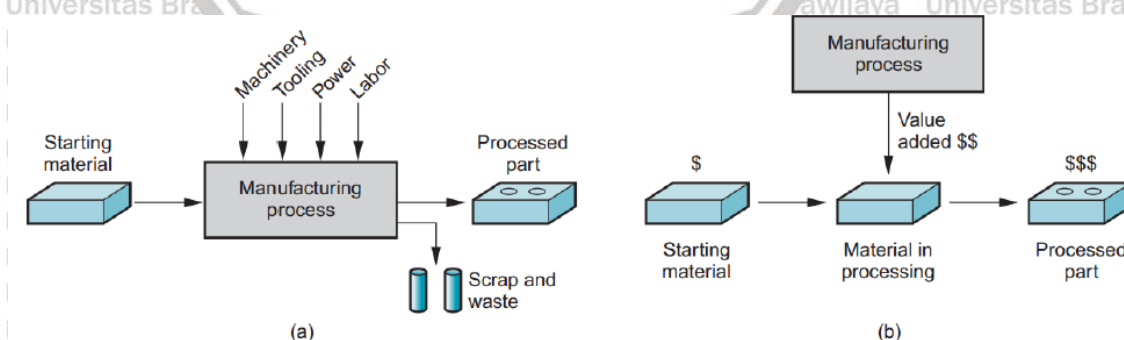 Universitas Bra
awijaya Universitas Bra
Machinery
Tooling
Power
Labor
Starting
material
Manufacturing
process
Processed
part
Scrap and
waste
(a)
Manufacturing
process
Value
added $$
$
$$$
Starting
material
Material in
processing
Processed
part
(b)